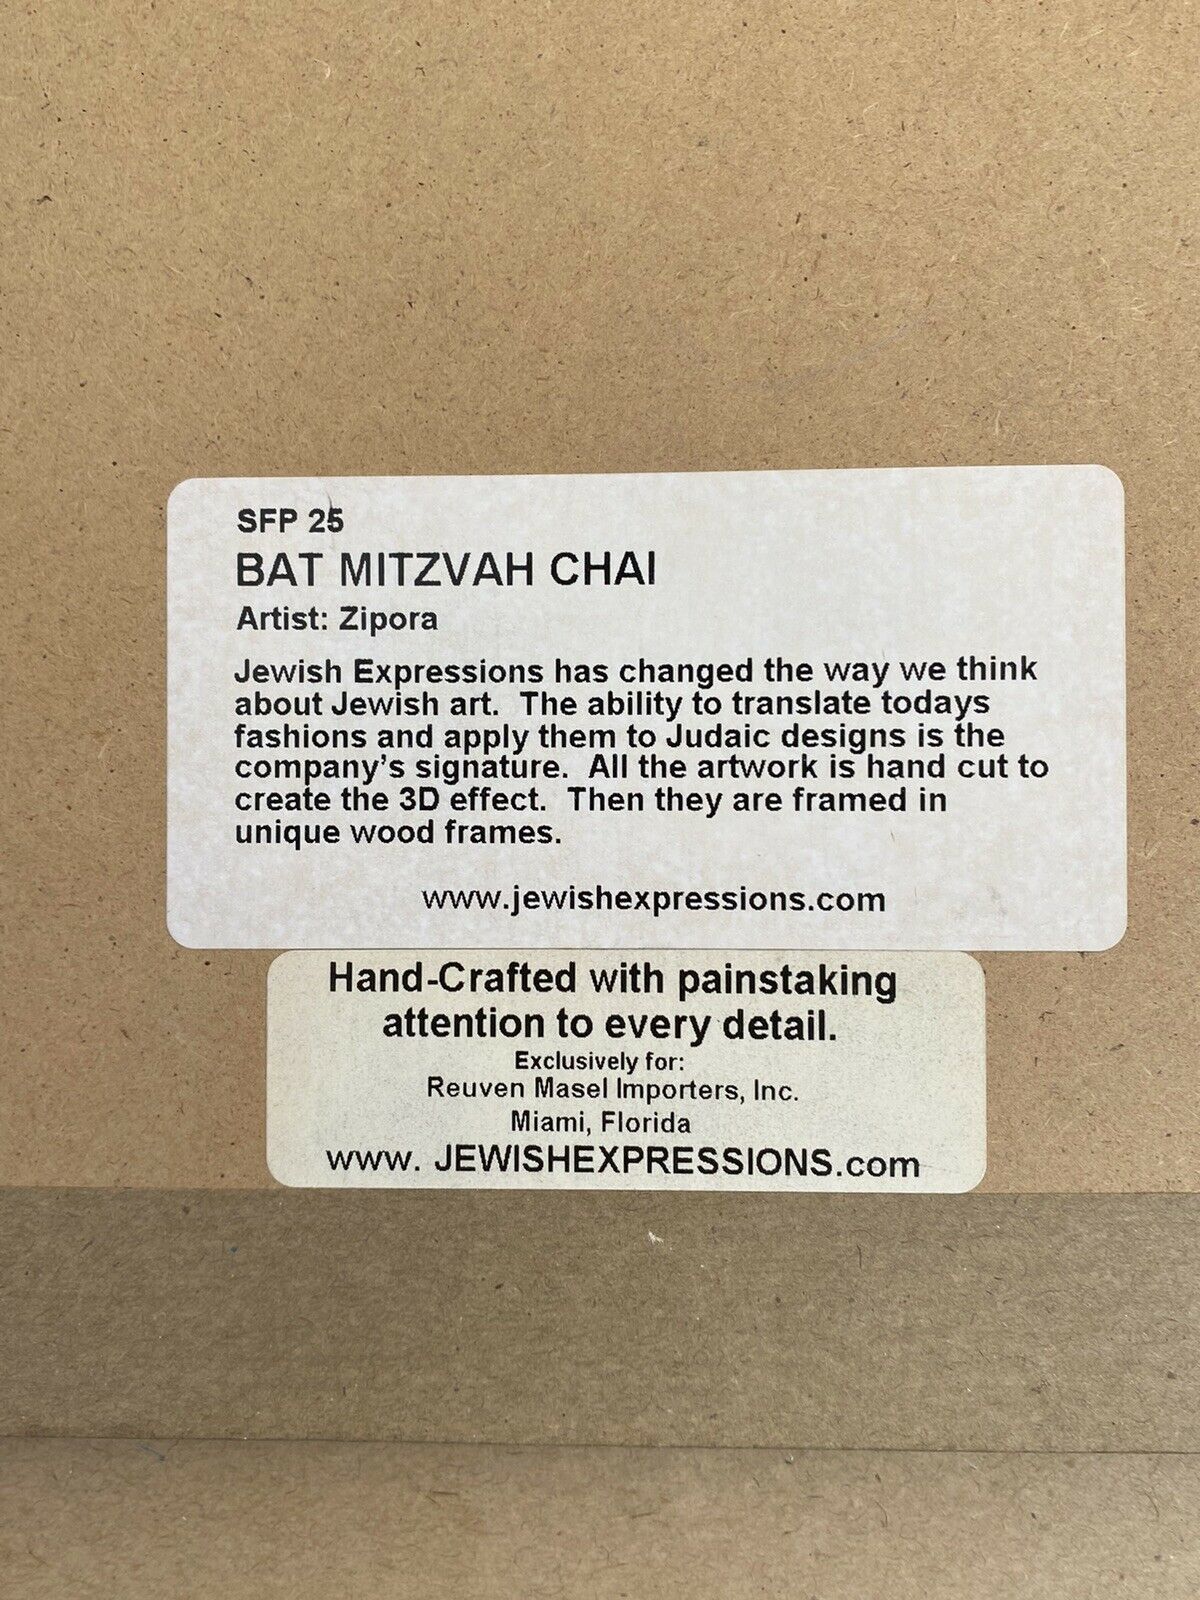 SFP 25
BAT MITZVAH CHAI
Artist: Zipora
Jewish Expressions has changed the way we think
about Jewish art.  The ability to translate todays
fashions and apply them to Judaic designs is the
company's signature.  All the artwork is hand cut to
create the 3D effect.  Then they are framed in
unique wood frames.
www.jewishexpressions.com
Hand-Crafted with painstaking
attention to every detail.
Exclusively for:
Reuven Masel Importers, Inc.
Miami, Florida
www. JEWISHEXPRESSIONS.com